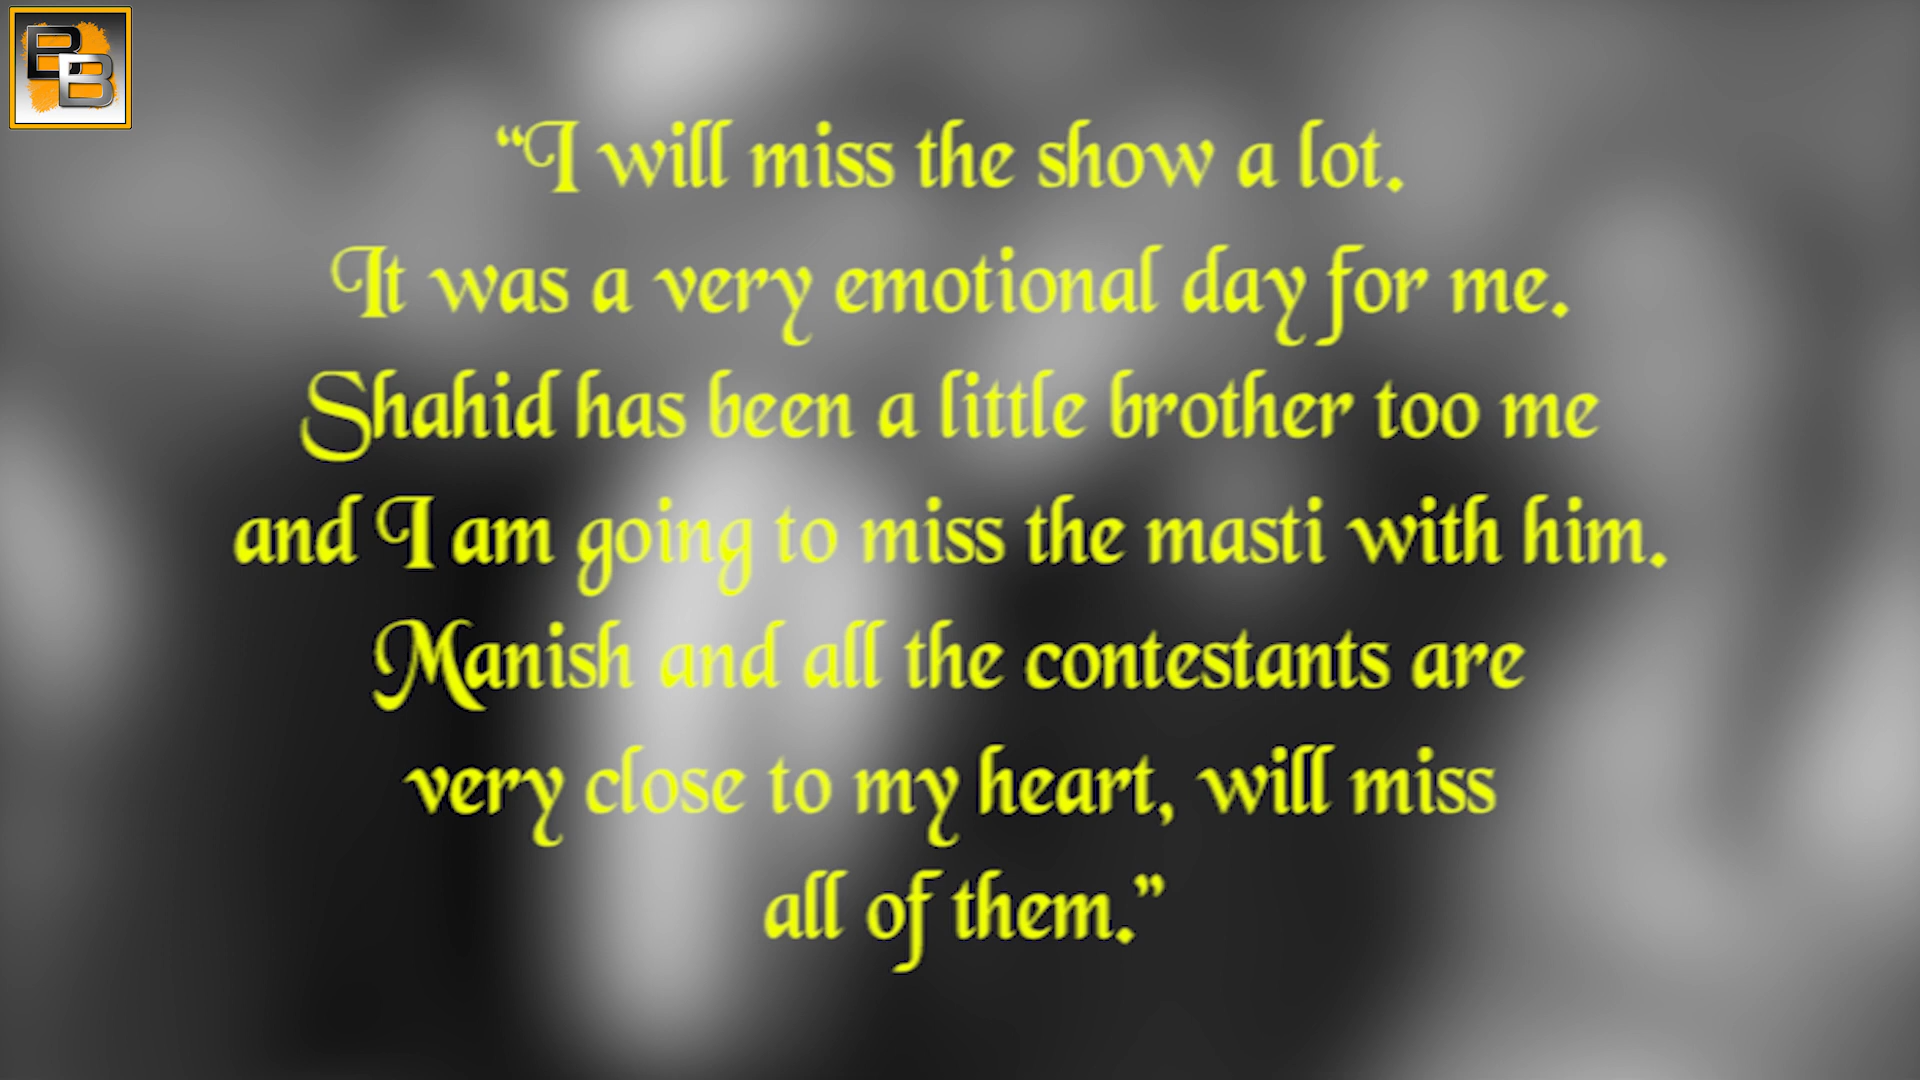 BB
“I will miss the show a lot.
It was a very emotional day for me.
Shahid has been a little brother too me
and I am going to miss the masti with him.
Manish and all the contestants are
very close to my heart, will miss
all of them.”